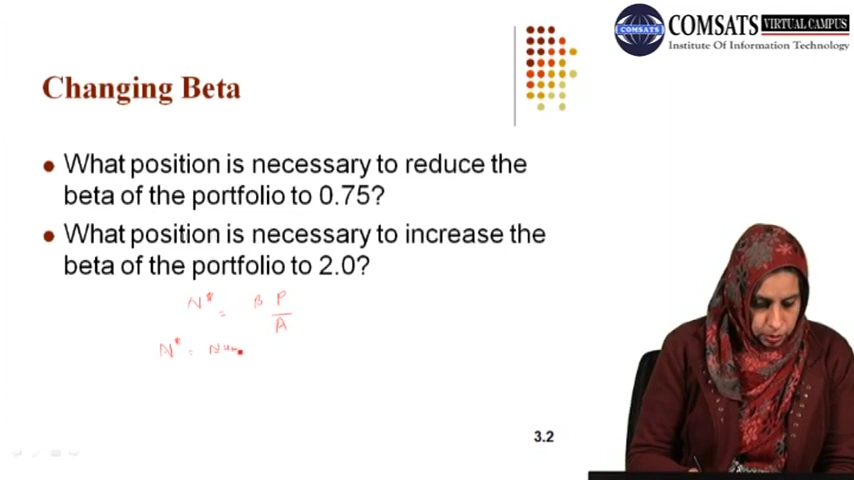 COMSATS VIRTUAL CAMPUS
Institute Of Information Technology
COMSATS
Changing Beta
What position is necessary to reduce the
beta of the portfolio to 0.75?
What position is necessary to increase the
beta of the portfolio to 2.0?
N* = β P
A
N* = Num
3.2